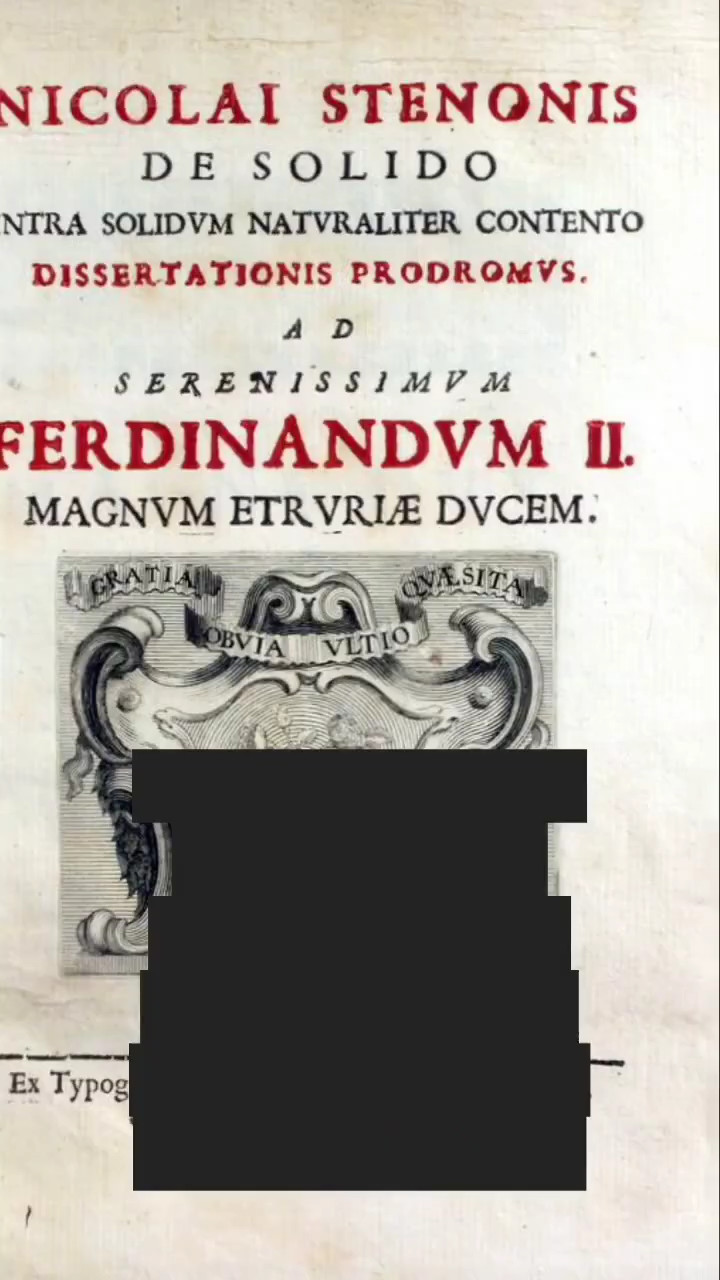 NICOLAI STENONIS
DE SOLIDO
NTRA SOLIDVM NATVRALITER CONTENTO
DISSERTATIONIS PRODROMVS.
AD
SERENISSIMVM
FERDINANDVM II.
MAGNVM ETRVRIÆ DVCEM.
GRATIA QVÆSITA
OBVIA VLTIO
Ex Typog